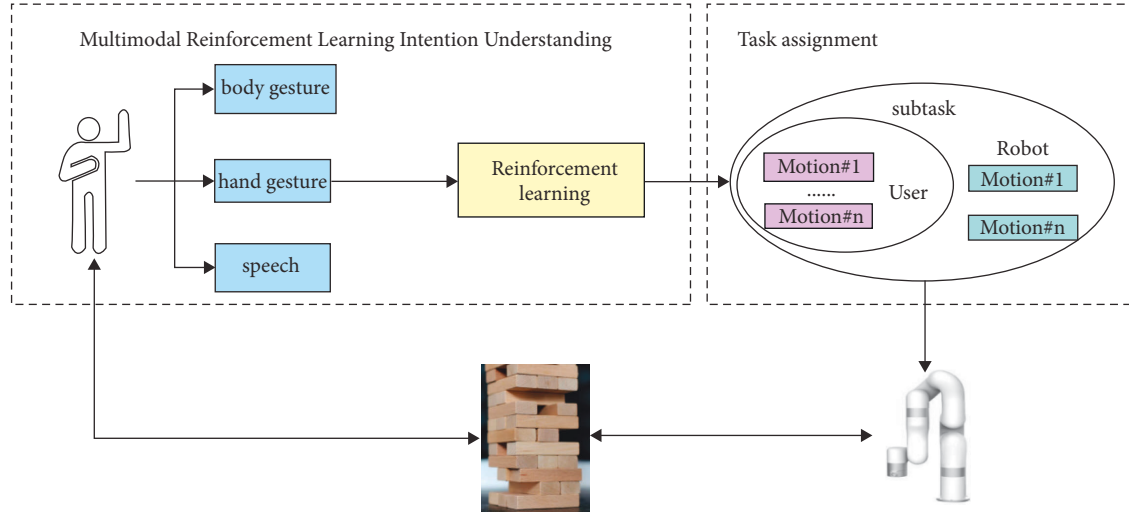 Multimodal Reinforcement Learning Intention Understanding
body gesture
hand gesture
speech
Reinforcement
learning
Task assignment
subtask
Motion#1
......
Motion#n
User
Robot
Motion#1
Motion#n